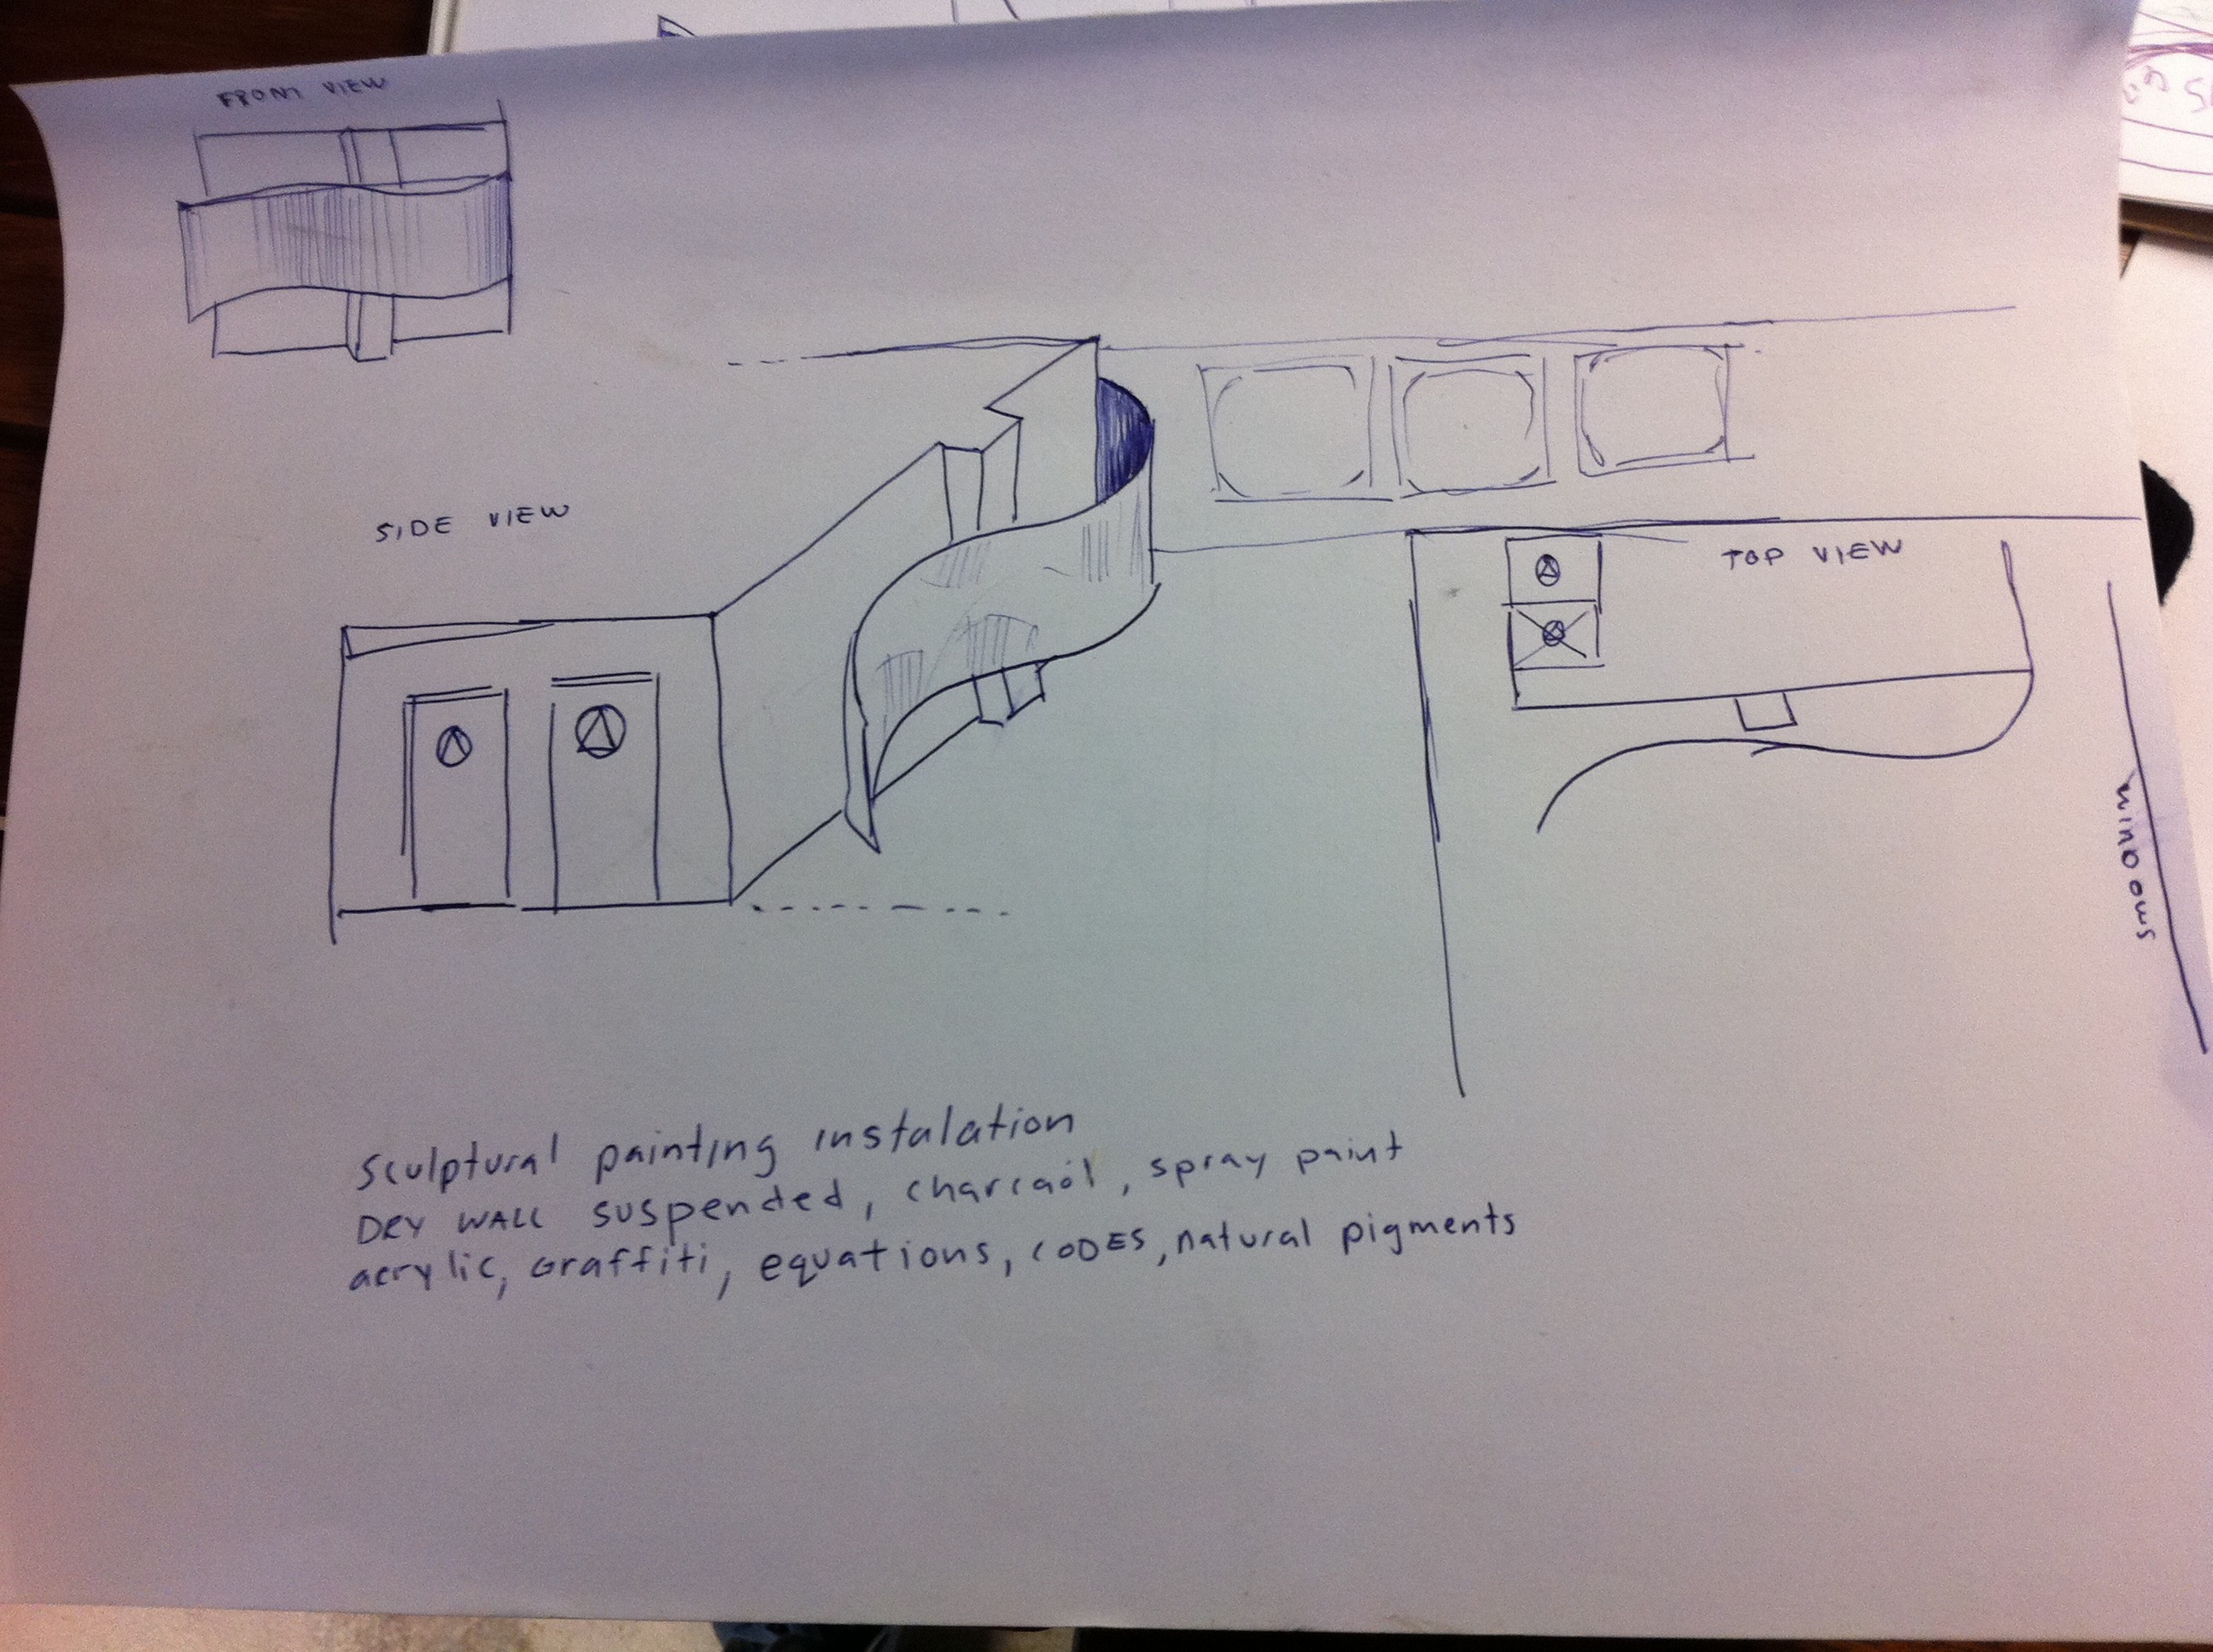 FRONT VIEW
SIDE VIEW
TOP VIEW
WINDOWS
Sculptural painting instalation
DRY WALL suspended, charcaol, spray paint
acrylic, Graffiti, equations, CODES, natural pigments